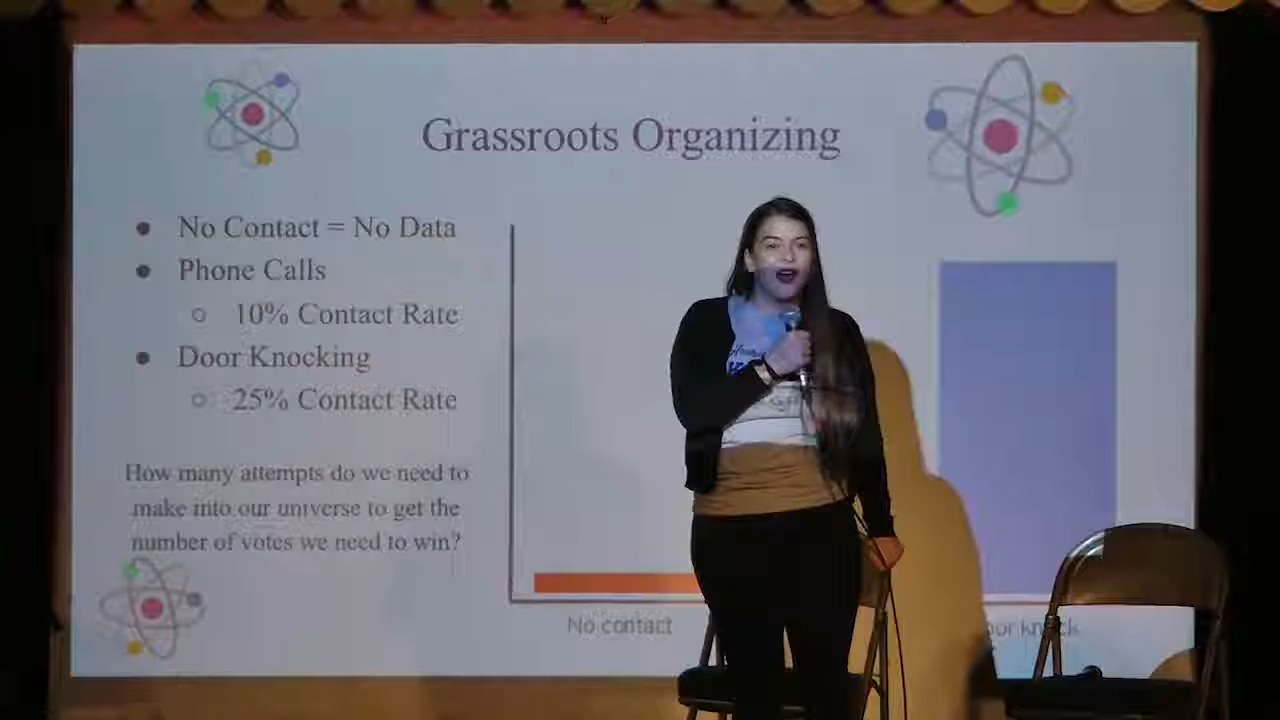 Grassroots Organizing
No Contact = No Data
Phone Calls
10% Contact Rate
Door Knocking
25% Contact Rate
How many attempts do we need to
make into our universe to get the
number of votes we need to win?
No contact